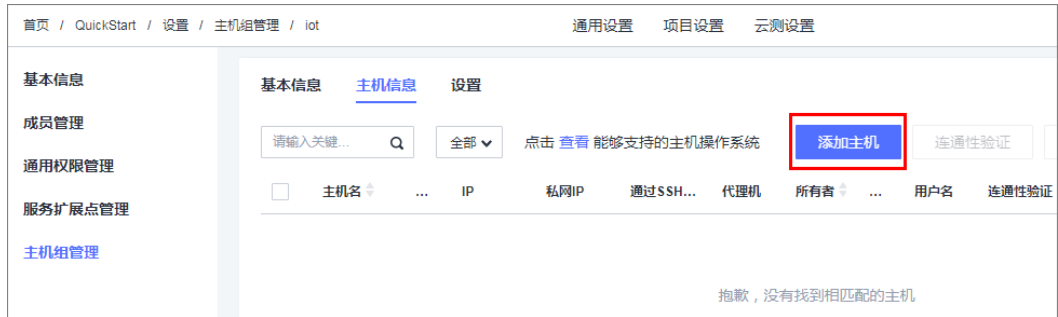 首页 / QuickStart / 设置 / 主机组管理 / iot 通用设置 项目设置 云测设置
基本信息
成员管理
通用权限管理
服务扩展点管理
主机组管理
基本信息 主机信息 设置
请输入关键... 全部 点击 查看 能够支持的主机操作系统 添加主机 连通性验证
主机名 ... IP 私网IP 通过SSH... 代理机 所有者 ... 用户名 连通性验证
抱歉，没有找到相匹配的主机